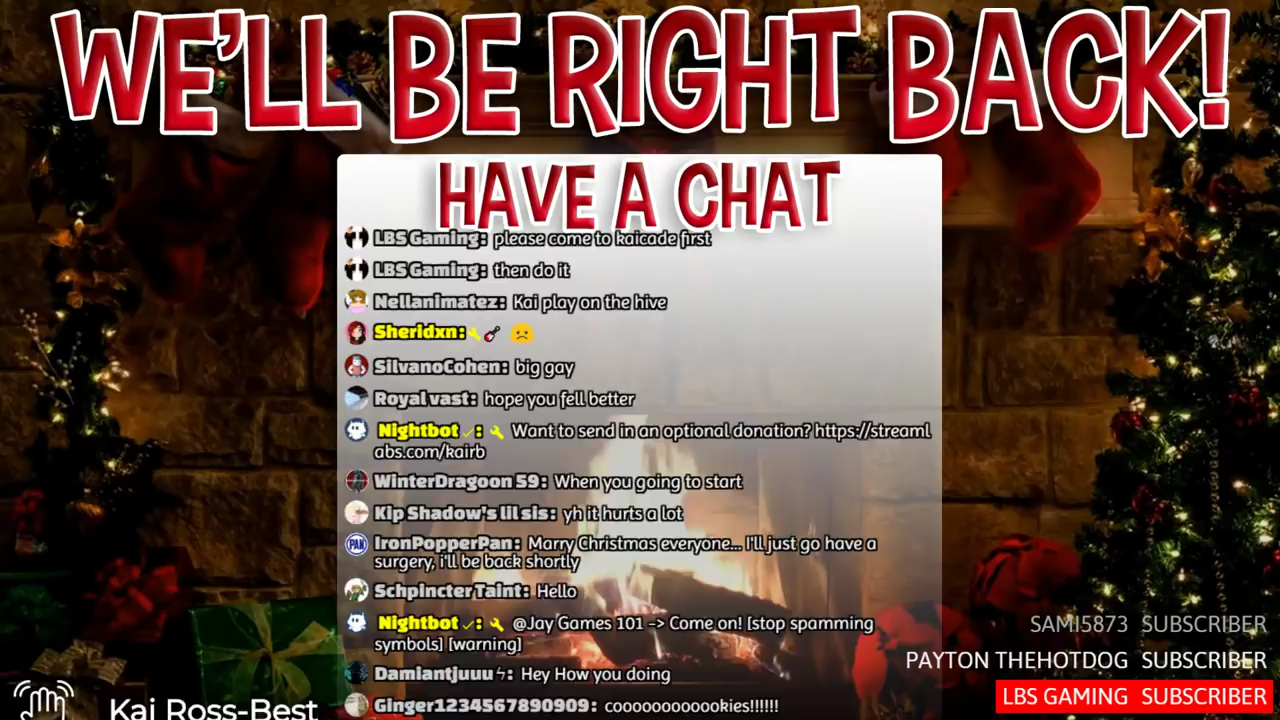 WE'LL BE RIGHT BACK!
HAVE A CHAT
LBS Gaming: please come to kaicade first
LBS Gaming: then do it
Nellanimatez: Kai play on the hive
Sheridxn:
SilvanoCohen: big gay
Royal vast: hope you fell better
Nightbot ✓: Want to send in an optional donation? https://streaml
abs.com/kairb
WinterDragoon 59: When you going to start
Kip Shadow's lil sis: yh it hurts a lot
PAN IronPopperPan: Marry Christmas everyone... I'll just go have a
surgery, i'll be back shortly
Schpincter Taint: Hello
Nightbot ✓: @Jay Games 101 -> Come on! [stop spamming
symbols] [warning]
Damiantjuuu ϟ: Hey How you doing
Ginger1234567890909: coooooooooookies!!!!!!
SAMI5873 SUBSCRIBER
PAYTON THEHOTDOG SUBSCRIBER
LBS GAMING SUBSCRIBER
Kai Ross-Best